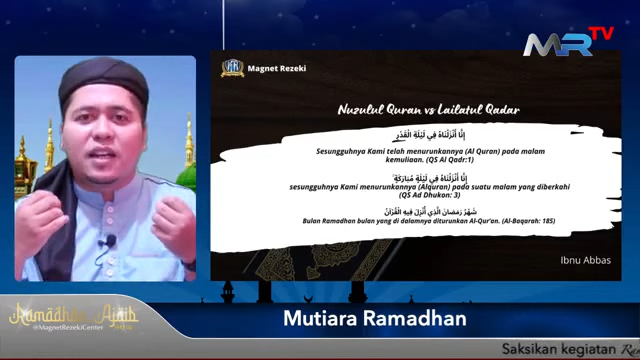 MRTV
Magnet Rezeki
Nuzulul Quran vs Lailatul Qadar
إِنَّا أَنْزَلْنَاهُ فِي لَيْلَةِ الْقَدْرِ
Sesungguhnya Kami telah menurunkannya (Al Quran) pada malam
kemuliaan. (QS Al Qadr:1)
إِنَّا أَنْزَلْنَاهُ فِي لَيْلَةٍ مُبَارَكَةٍ ۚ
sesungguhnya Kami menurunkannya (Alquran) pada suatu malam yang diberkahi
(QS Ad Dhukon: 3)
شَهْرُ رَمَضَانَ الَّذِي أُنْزِلَ فِيهِ الْقُرْآنُ
Bulan Ramadhan bulan yang di dalamnya diturunkan Al-Qur'an. (Al-Baqarah: 185)
Ibnu Abbas
Ramadhan Ajaib
@MagnetRezekiCenter
Mutiara Ramadhan
Saksikan kegiatan